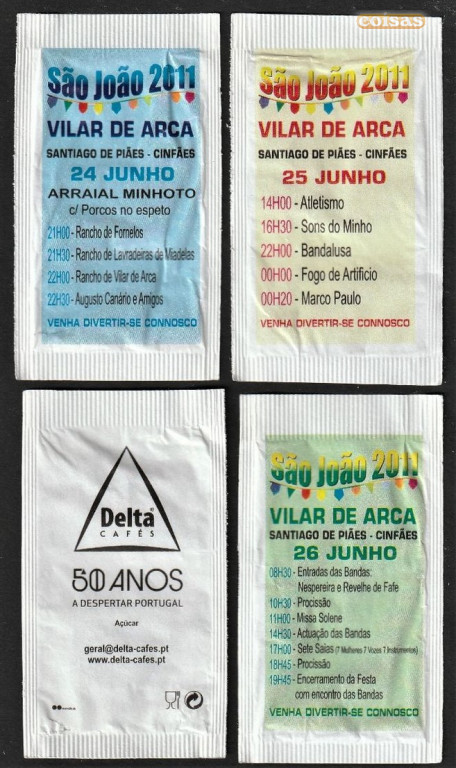 coisas
São João 2011
VILAR DE ARCA
SANTIAGO DE PIÃES - CINFÃES
24 JUNHO
ARRAIAL MINHOTO
c/ Porcos no espeto
21H00 - Rancho de Fornelos
21H30 - Rancho de Lavradeiras de Miadelas
22H00 - Rancho de Vilar de Arca
22H30 - Augusto Canário e Amigos
VENHA DIVERTIR-SE CONNOSCO
São João 2011
VILAR DE ARCA
SANTIAGO DE PIÃES - CINFÃES
25 JUNHO
14H00 - Atletismo
16H30 - Sons do Minho
22H00 - Bandalusa
00H00 - Fogo de Artificio
00H20 - Marco Paulo
VENHA DIVERTIR-SE CONNOSCO
Delta
CAFÉS
50 ANOS
A DESPERTAR PORTUGAL
Açúcar
geral@delta-cafes.pt
www.delta-cafes.pt
São João 2011
VILAR DE ARCA
SANTIAGO DE PIÃES - CINFÃES
26 JUNHO
08H30 - Entradas das Bandas:
Nespereira e Revelhe de Fafe
10H30 - Procissão
11H00 - Missa Solene
14H30 - Actuação das Bandas
17H00 - Sete Saias (7 Mulheres 7 Vozes 7 Instrumentos)
18H45 - Procissão
19H45 - Encerramento da Festa
com encontro das Bandas
VENHA DIVERTIR-SE CONNOSCO